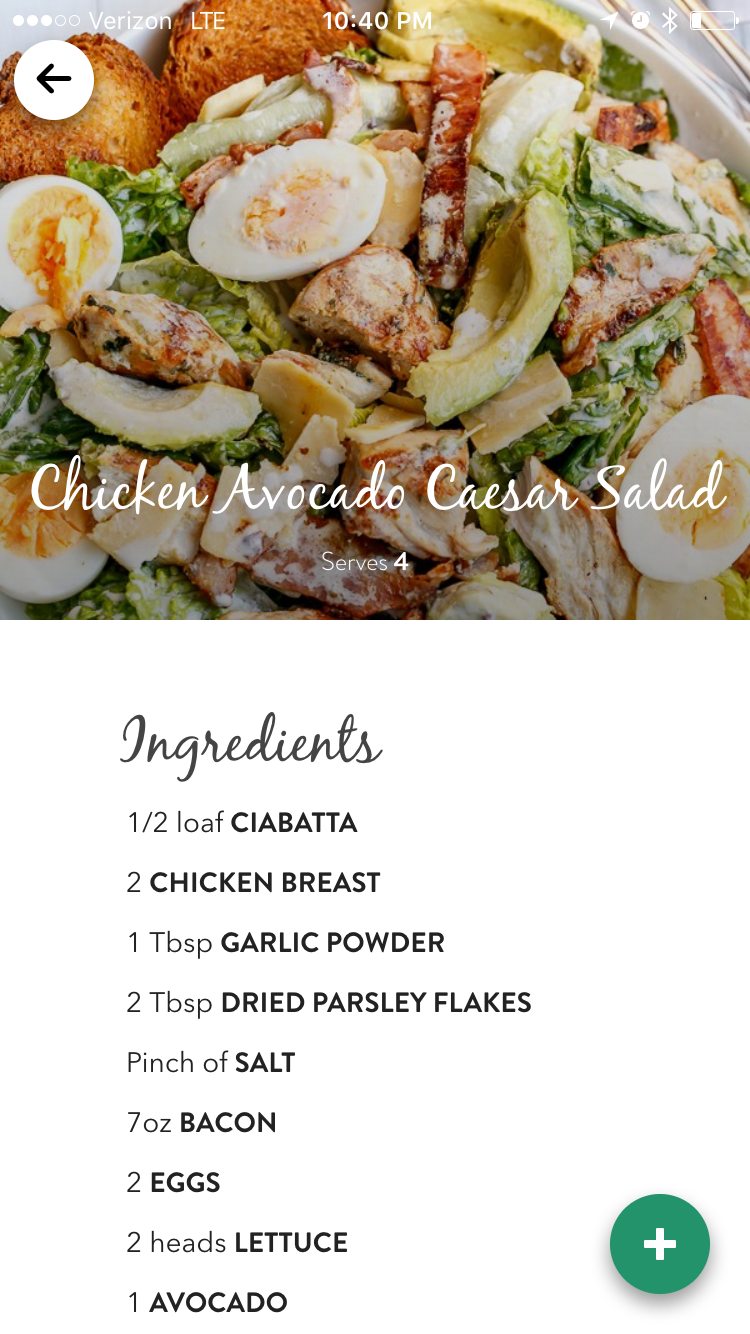 Verizon LTE 10:40 PM
Chicken Avocado Caesar Salad
Serves 4
Ingredients
1/2 loaf CIABATTA
2 CHICKEN BREAST
1 Tbsp GARLIC POWDER
2 Tbsp DRIED PARSLEY FLAKES
Pinch of SALT
7oz BACON
2 EGGS
2 heads LETTUCE
1 AVOCADO